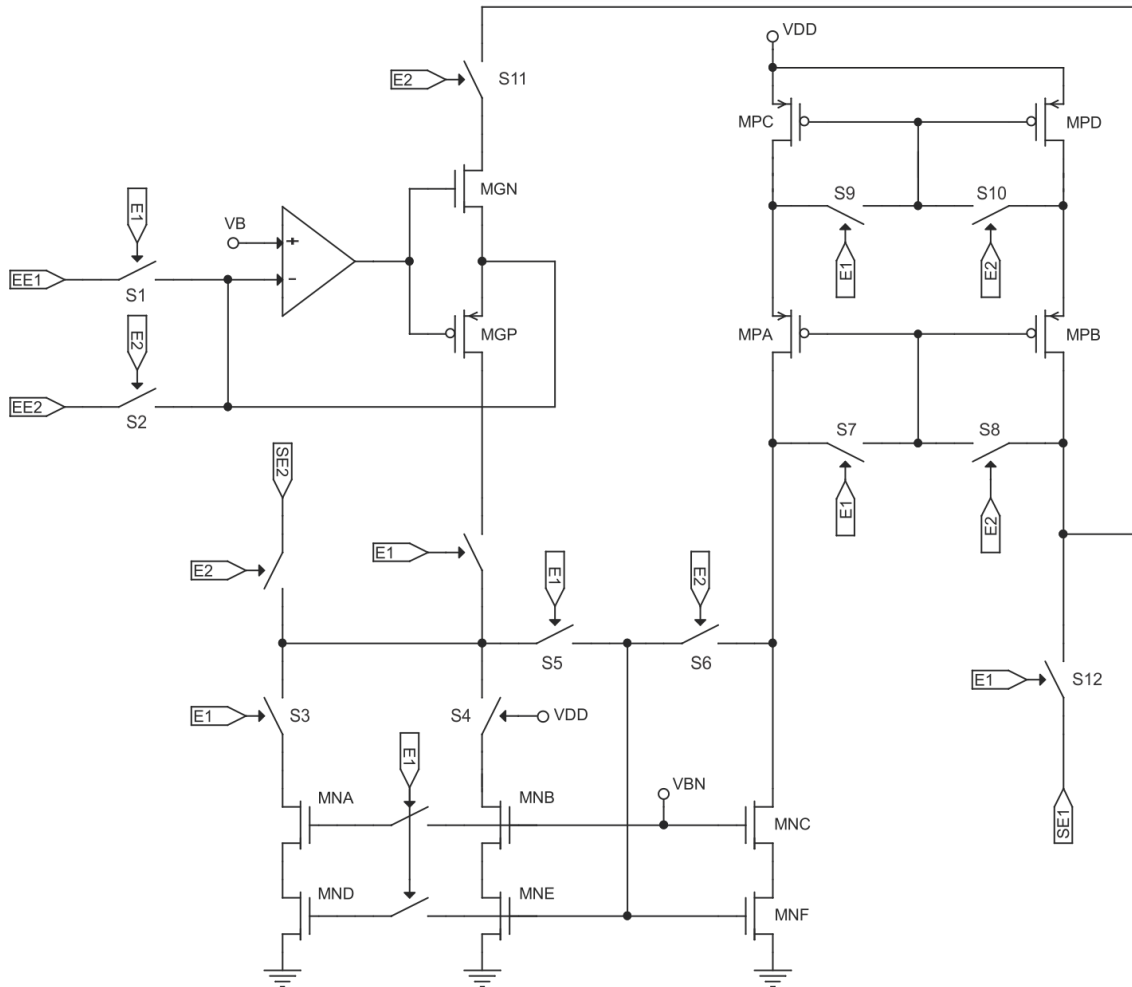 VDD
E2
S11
MPC
MPD
MGN
E1
S9
S10
VB
+
EE1
S1
-
E1
E2
E2
MGP
MPA
MPB
EE2
S2
S7
S8
SE2
E1
E2
E1
E1
E2
E2
S5
S6
E1
S12
E1
S3
S4
VDD
E1
VBN
MNA
MNB
MNC
SE1
MND
MNE
MNF